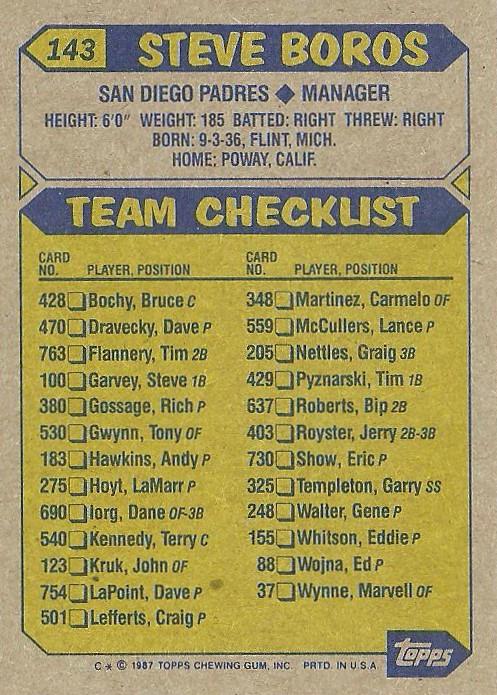 143 STEVE BOROS
SAN DIEGO PADRES ◆ MANAGER
HEIGHT: 6'0" WEIGHT: 185 BATTED: RIGHT THREW: RIGHT
BORN: 9-3-36, FLINT, MICH.
HOME: POWAY, CALIF.
TEAM CHECKLIST
CARD
NO. PLAYER, POSITION
428 Bochy, Bruce C
470 Dravecky, Dave P
763 Flannery, Tim 2B
100 Garvey, Steve 1B
380 Gossage, Rich P
530 Gwynn, Tony OF
183 Hawkins, Andy P
275 Hoyt, LaMarr P
690 Iorg, Dane OF-3B
540 Kennedy, Terry C
123 Kruk, John OF
754 LaPoint, Dave P
501 Lefferts, Craig P
CARD
NO. PLAYER, POSITION
348 Martinez, Carmelo OF
559 McCullers, Lance P
205 Nettles, Graig 3B
429 Pyznarski, Tim 1B
637 Roberts, Bip 2B
403 Royster, Jerry 2B-3B
730 Show, Eric P
325 Templeton, Garry SS
248 Walter, Gene P
155 Whitson, Eddie P
88 Wojna, Ed P
37 Wynne, Marvell OF
C * © 1987 TOPPS CHEWING GUM, INC. PRTD. IN U.S.A
topps